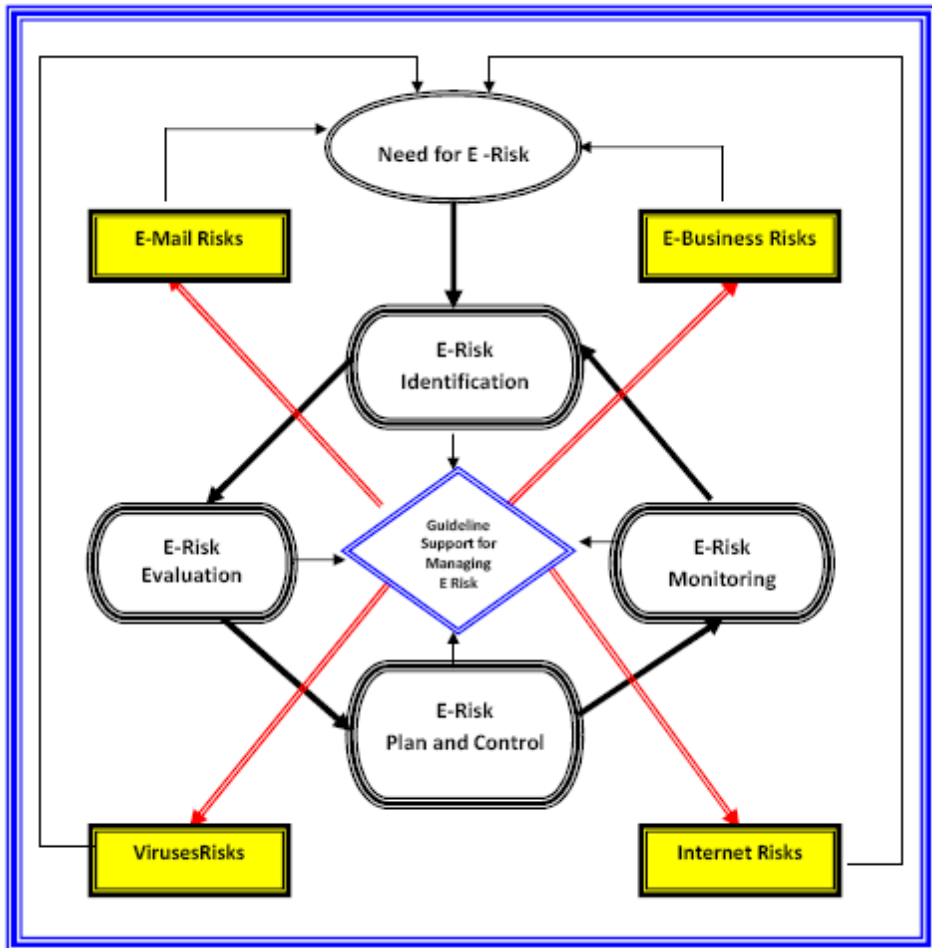 Need for E -Risk
E-Mail Risks
E-Business Risks
E-Risk
Identification
E-Risk
Evaluation
Guideline
Support for
Managing
E Risk
E-Risk
Monitoring
E-Risk
Plan and Control
VirusesRisks
Internet Risks